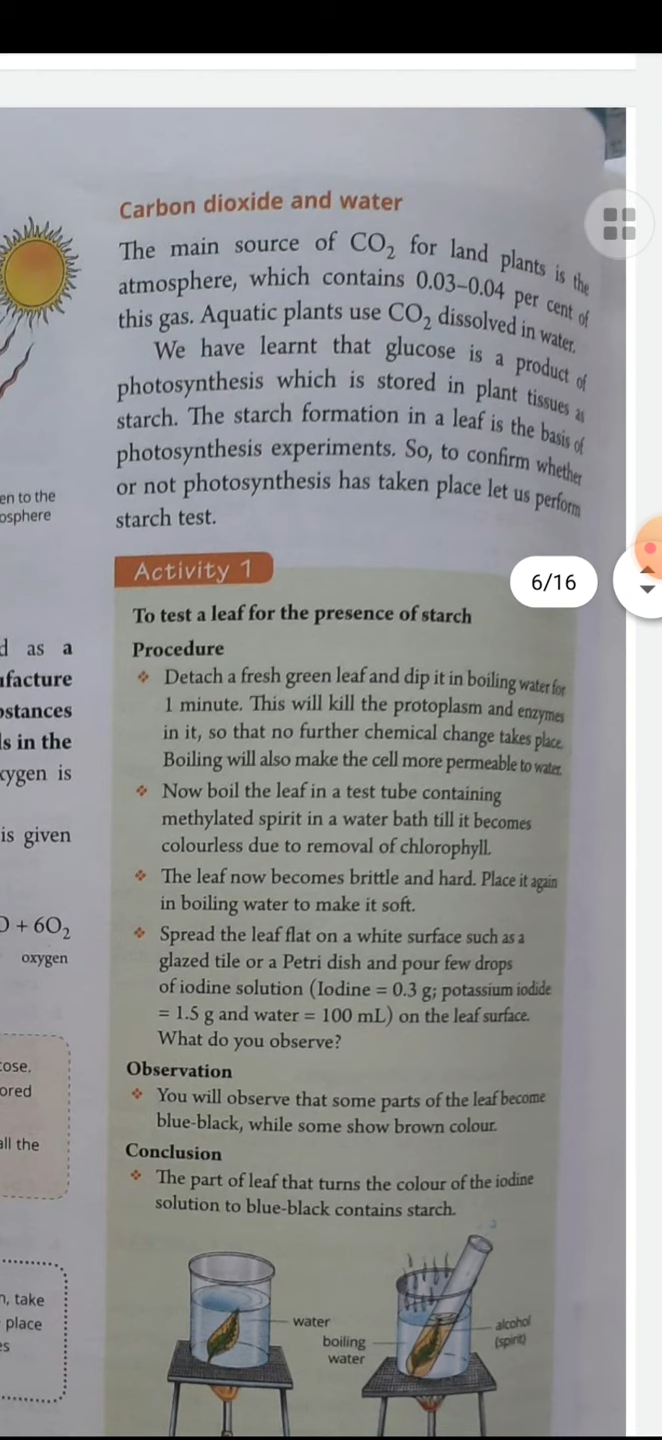 Carbon dioxide and water
The main source of CO₂ for land plants is the
atmosphere, which contains 0.03–0.04 per cent of
this gas. Aquatic plants use CO₂ dissolved in water.
We have learnt that glucose is a product of
photosynthesis which is stored in plant tissues as
starch. The starch formation in a leaf is the basis of
photosynthesis experiments. So, to confirm whether
or not photosynthesis has taken place let us perform
starch test.
en to the
osphere
Activity 1
6/16
To test a leaf for the presence of starch
Procedure
❖ Detach a fresh green leaf and dip it in boiling water for
1 minute. This will kill the protoplasm and enzymes
in it, so that no further chemical change takes place.
Boiling will also make the cell more permeable to water.
❖ Now boil the leaf in a test tube containing
methylated spirit in a water bath till it becomes
colourless due to removal of chlorophyll.
❖ The leaf now becomes brittle and hard. Place it again
in boiling water to make it soft.
❖ Spread the leaf flat on a white surface such as a
glazed tile or a Petri dish and pour few drops
of iodine solution (Iodine = 0.3 g; potassium iodide
= 1.5 g and water = 100 mL) on the leaf surface.
What do you observe?
Observation
❖ You will observe that some parts of the leaf become
blue-black, while some show brown colour.
Conclusion
❖ The part of leaf that turns the colour of the iodine
solution to blue-black contains starch.
water
boiling
water
alcohol
(spirit)
d as a
ufacture
ostances
ls in the
xygen is
is given
O + 6O₂
oxygen
cose.
ored
all the
n, take
place
es